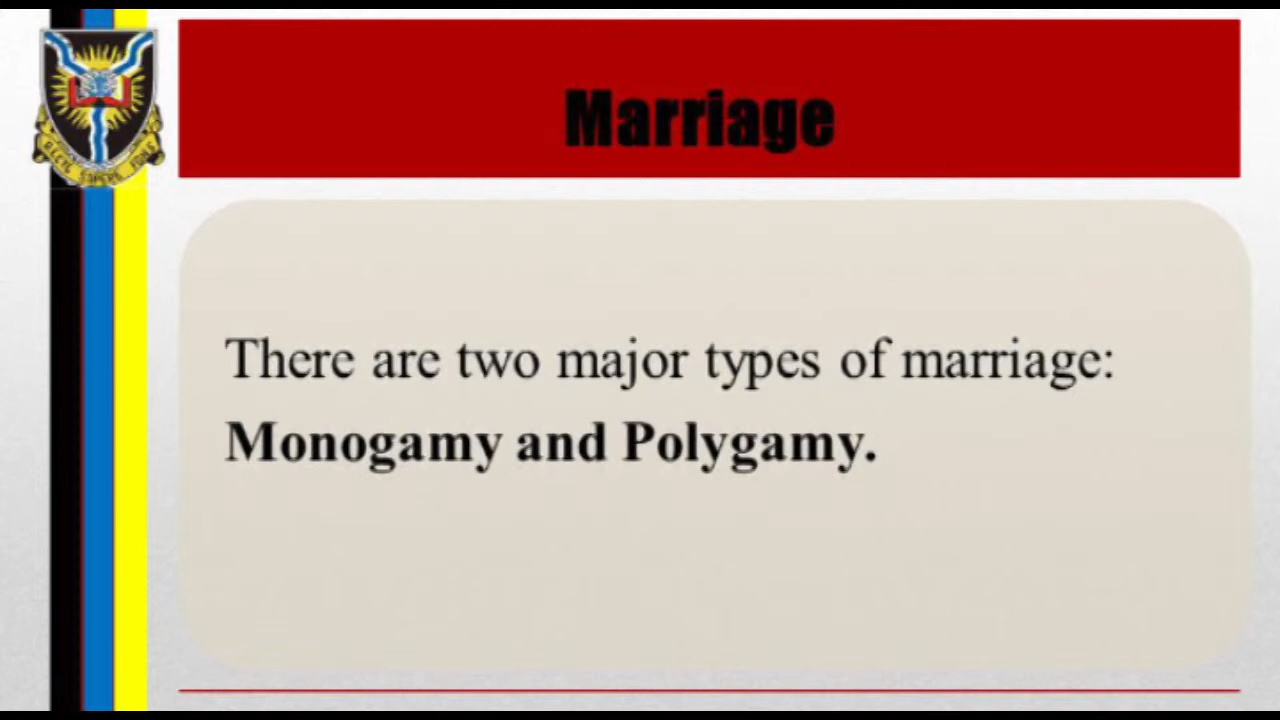 Marriage
There are two major types of marriage:
Monogamy and Polygamy.